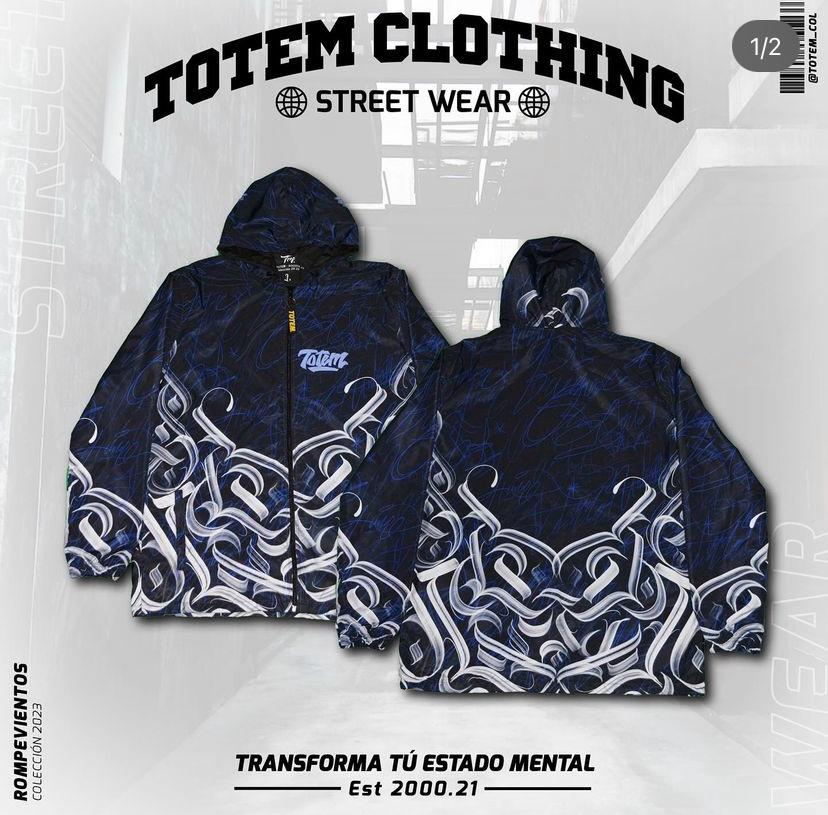 TOTEM CLOTHING
STREET WEAR
1/2
@TOTEM_COL
STREET
TOTEM
Totem
WEAR
ROMPEVIENTOS
COLECCIÓN 2023
TRANSFORMA TÚ ESTADO MENTAL
Est 2000.21